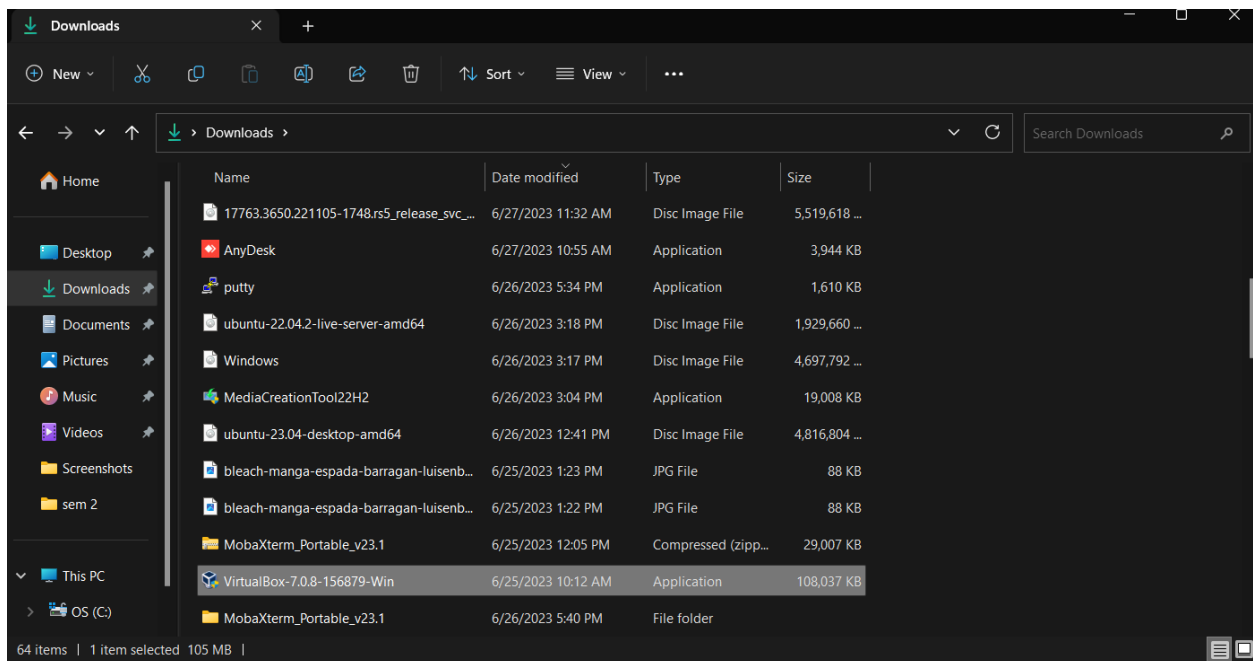 Downloads
New
Sort
View
Downloads
Search Downloads
Home
Desktop
Downloads
Documents
Pictures
Music
Videos
Screenshots
sem 2
This PC
OS (C:)
Name Date modified Type Size
17763.3650.221105-1748.rs5_release_svc_... 6/27/2023 11:32 AM Disc Image File 5,519,618 ...
AnyDesk 6/27/2023 10:55 AM Application 3,944 KB
putty 6/26/2023 5:34 PM Application 1,610 KB
ubuntu-22.04.2-live-server-amd64 6/26/2023 3:18 PM Disc Image File 1,929,660 ...
Windows 6/26/2023 3:17 PM Disc Image File 4,697,792 ...
MediaCreationTool22H2 6/26/2023 3:04 PM Application 19,008 KB
ubuntu-23.04-desktop-amd64 6/26/2023 12:41 PM Disc Image File 4,816,804 ...
bleach-manga-espada-barragan-luisenb... 6/25/2023 1:23 PM JPG File 88 KB
bleach-manga-espada-barragan-luisenb... 6/25/2023 1:22 PM JPG File 88 KB
MobaXterm_Portable_v23.1 6/25/2023 12:05 PM Compressed (zipp... 29,007 KB
VirtualBox-7.0.8-156879-Win 6/25/2023 10:12 AM Application 108,037 KB
MobaXterm_Portable_v23.1 6/26/2023 5:40 PM File folder
64 items | 1 item selected 105 MB |